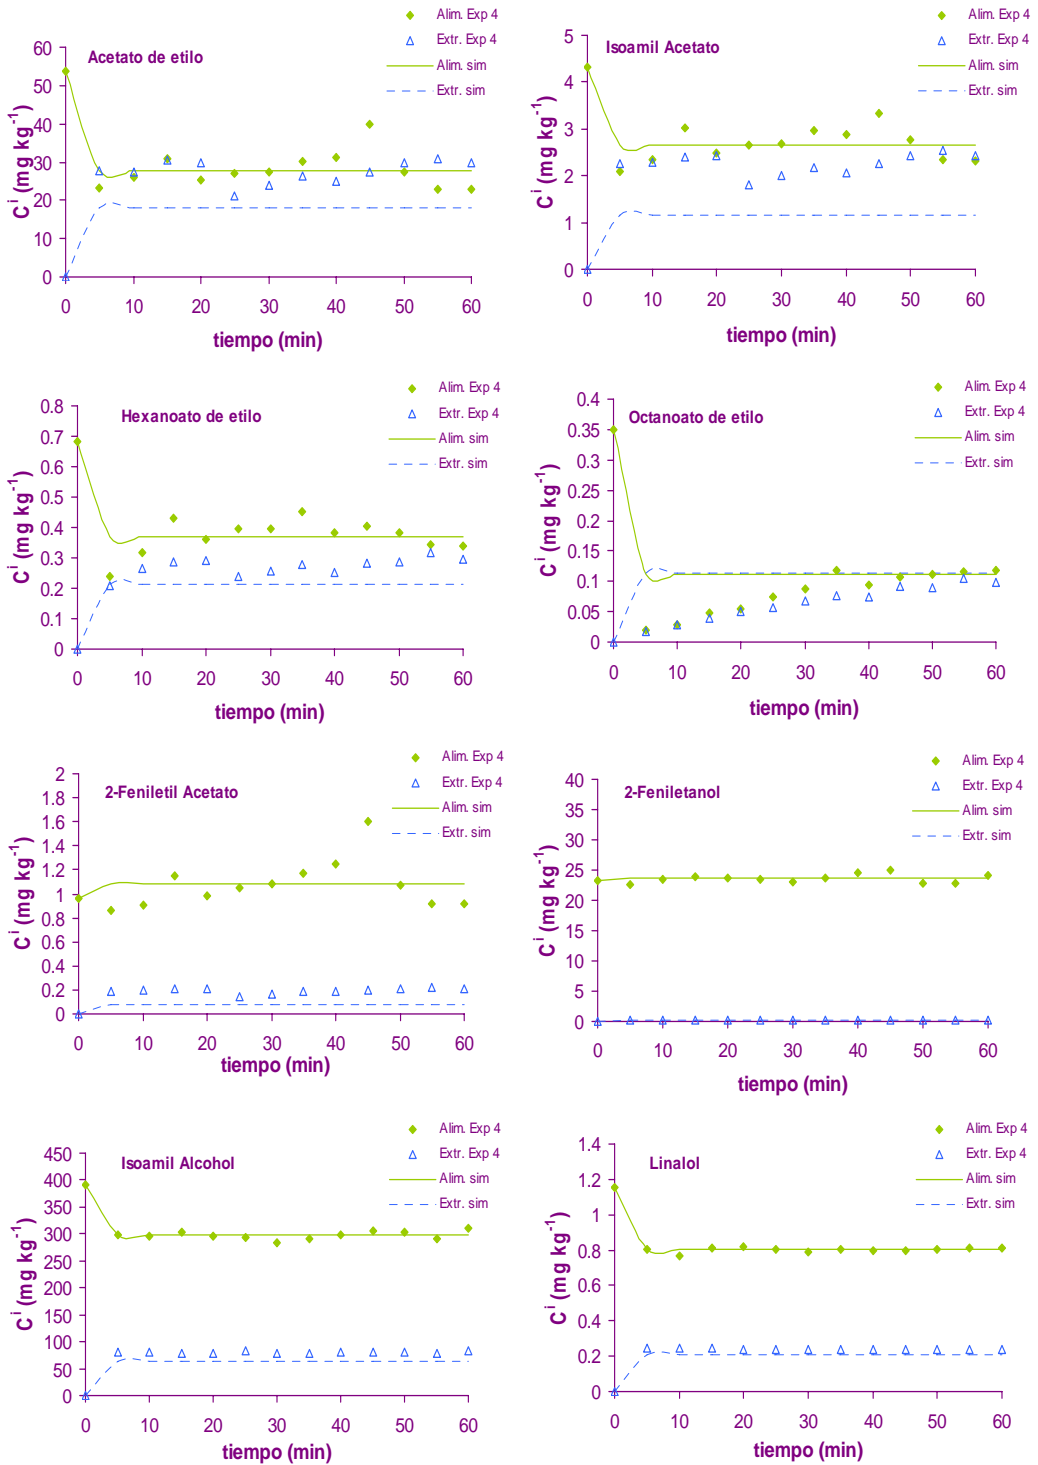 Acetato de etilo
Alim. Exp 4
Extr. Exp 4
Alim. sim
Extr. sim
C i (mg kg-1)
60
50
40
30
20
10
0
0 10 20 30 40 50 60
tiempo (min)
Isoamil Acetato
Alim. Exp 4
Extr. Exp 4
Alim. sim
Extr. sim
C i (mg kg-1)
5
4
3
2
1
0
0 10 20 30 40 50 60
tiempo (min)
Hexanoato de etilo
Alim. Exp 4
Extr. Exp 4
Alim. sim
Extr. sim
C i (mg kg-1)
0.8
0.7
0.6
0.5
0.4
0.3
0.2
0.1
0
0 10 20 30 40 50 60
tiempo (min)
Octanoato de etilo
Alim. Exp 4
Extr. Exp 4
Alim. sim
Extr. sim
C i (mg kg-1)
0.4
0.35
0.3
0.25
0.2
0.15
0.1
0.05
0
0 10 20 30 40 50 60
tiempo (min)
2-Feniletil Acetato
Alim. Exp 4
Extr. Exp 4
Alim. sim
Extr. sim
C i (mg kg-1)
2
1.8
1.6
1.4
1.2
1
0.8
0.6
0.4
0.2
0
0 10 20 30 40 50 60
tiempo (min)
2-Feniletanol
Alim. Exp 4
Extr. Exp 4
Alim. sim
Extr. sim
C i (mg kg-1)
40
35
30
25
20
15
10
5
0
0 10 20 30 40 50 60
tiempo (min)
Isoamil Alcohol
Alim. Exp 4
Extr. Exp 4
Alim. sim
Extr. sim
C i (mg kg-1)
450
400
350
300
250
200
150
100
50
0
0 10 20 30 40 50 60
tiempo (min)
Linalol
Alim. Exp 4
Extr. Exp 4
Alim. sim
Extr. sim
C i (mg kg-1)
1.4
1.2
1
0.8
0.6
0.4
0.2
0
0 10 20 30 40 50 60
tiempo (min)